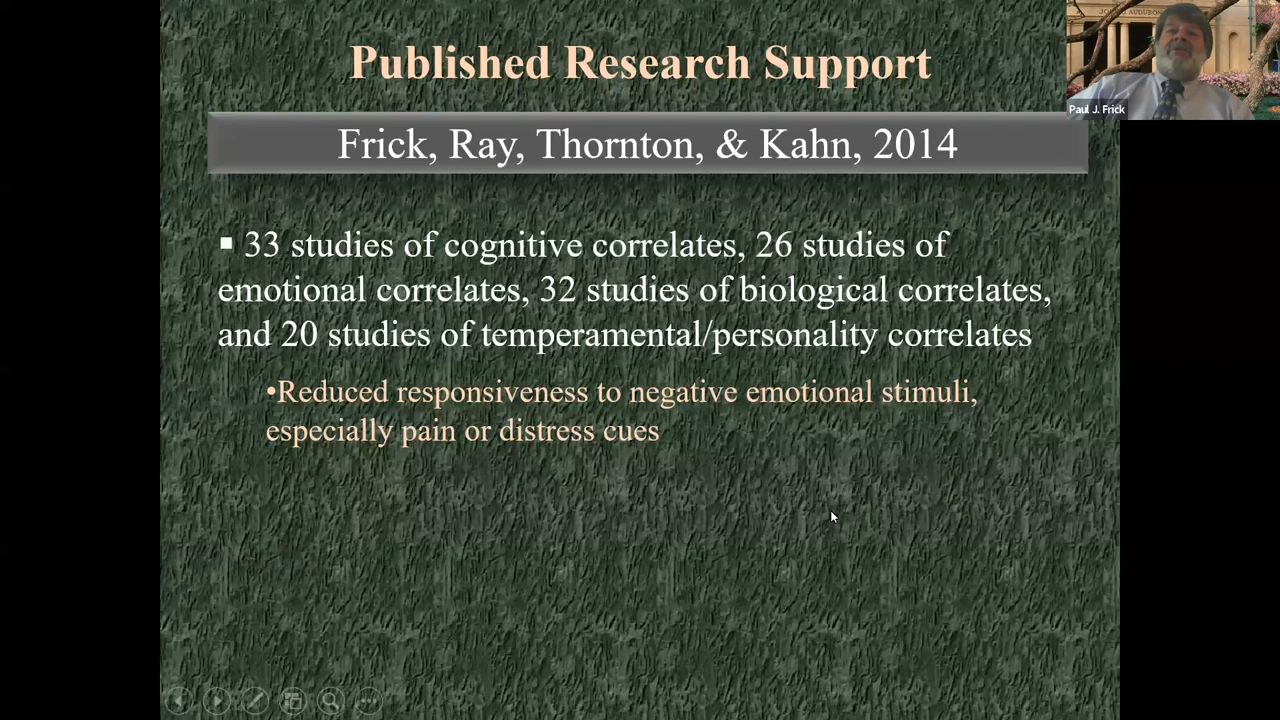 Published Research Support
Paul J. Frick
Frick, Ray, Thornton, & Kahn, 2014
▪ 33 studies of cognitive correlates, 26 studies of
emotional correlates, 32 studies of biological correlates,
and 20 studies of temperamental/personality correlates
•Reduced responsiveness to negative emotional stimuli,
especially pain or distress cues